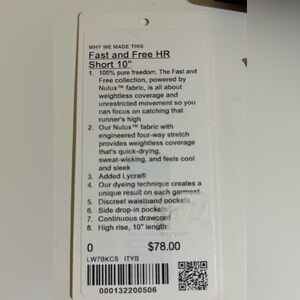 WHY WE MADE THIS
Fast and Free HR
Short 10"
1. 100% pure freedom. The Fast and
Free collection, powered by
Nulux™ fabric, is all about
weightless coverage and
unrestricted movement so you
can focus on catching that
runner's high
2. Our Nulux™ fabric with
engineered four-way stretch
provides weightless coverage
that's quick-drying,
sweat-wicking, and feels cool
and sleek
3. Added Lycra®
4. Our dyeing technique creates a
unique result on each garment
5. Discreet waistband pockets
6. Side drop-in pockets
7. Continuous drawcord
8. High rise, 10" length
0 $78.00
LW7BKCS ITYB
000132200506